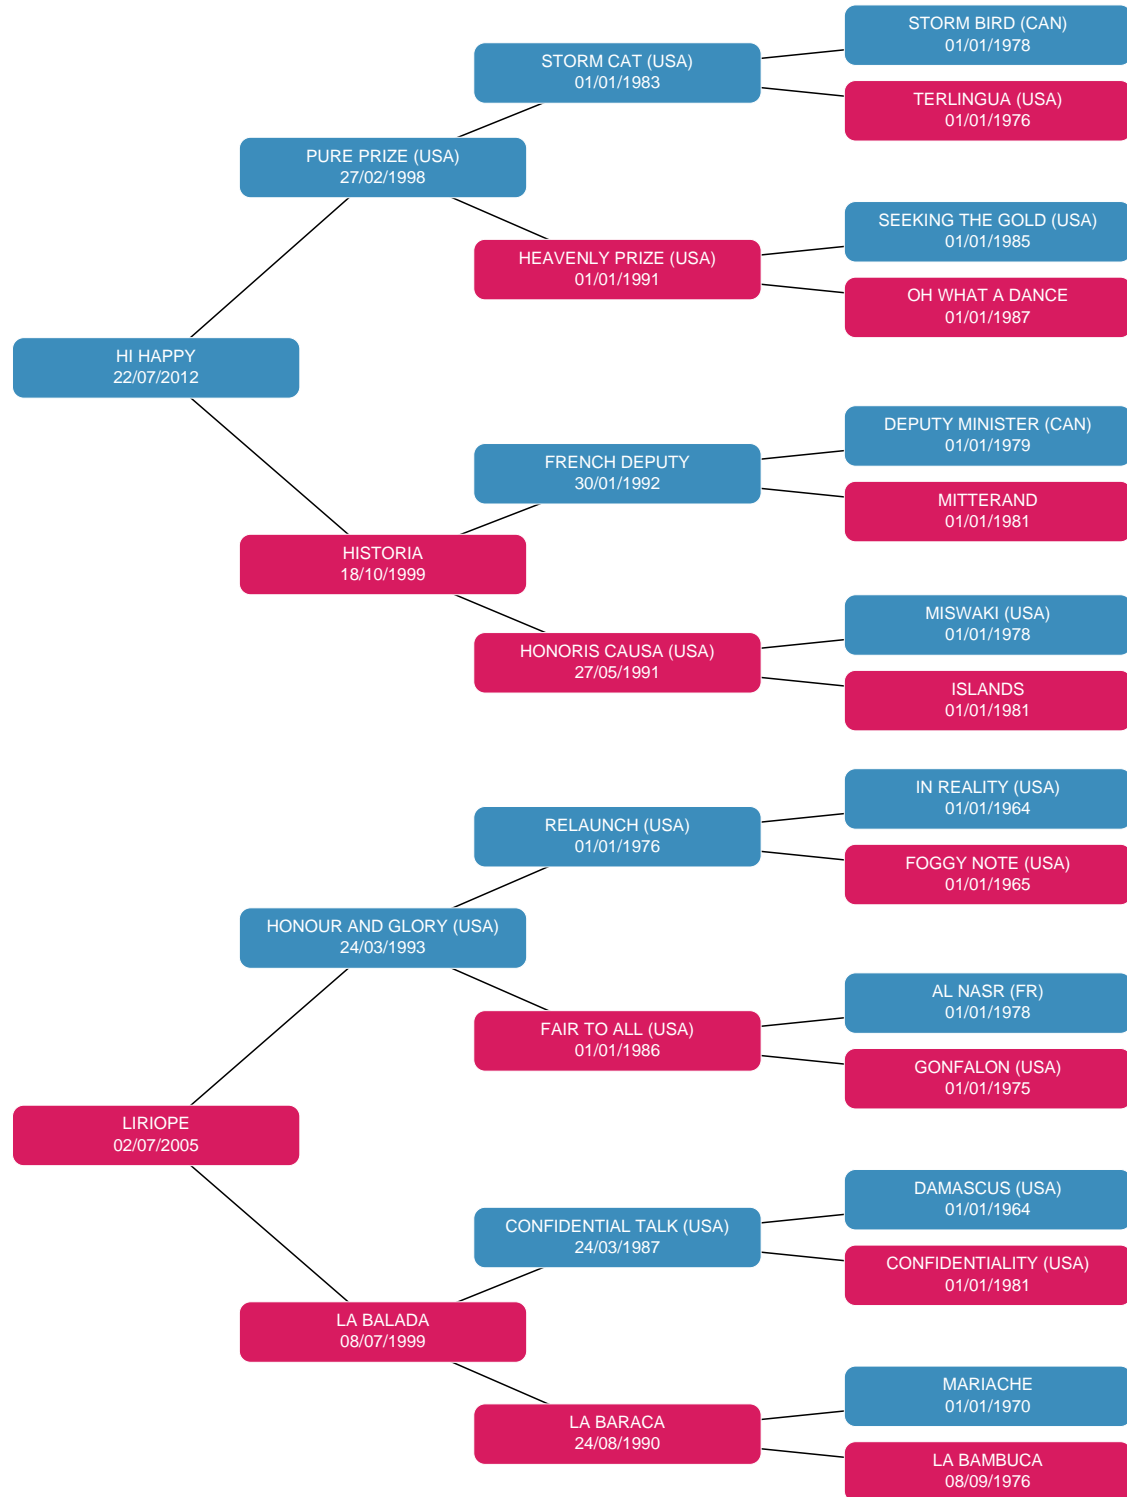 STORM BIRD (CAN)
01/01/1978
STORM CAT (USA)
01/01/1983
TERLINGUA (USA)
01/01/1976
PURE PRIZE (USA)
27/02/1998
SEEKING THE GOLD (USA)
01/01/1985
HEAVENLY PRIZE (USA)
01/01/1991
OH WHAT A DANCE
01/01/1987
HI HAPPY
22/07/2012
DEPUTY MINISTER (CAN)
01/01/1979
FRENCH DEPUTY
30/01/1992
MITTERAND
01/01/1981
HISTORIA
18/10/1999
MISWAKI (USA)
01/01/1978
HONORIS CAUSA (USA)
27/05/1991
ISLANDS
01/01/1981
IN REALITY (USA)
01/01/1964
RELAUNCH (USA)
01/01/1976
FOGGY NOTE (USA)
01/01/1965
HONOUR AND GLORY (USA)
24/03/1993
AL NASR (FR)
01/01/1978
FAIR TO ALL (USA)
01/01/1986
GONFALON (USA)
01/01/1975
LIRIOPE
02/07/2005
DAMASCUS (USA)
01/01/1964
CONFIDENTIAL TALK (USA)
24/03/1987
CONFIDENTIALITY (USA)
01/01/1981
LA BALADA
08/07/1999
MARIACHE
01/01/1970
LA BARACA
24/08/1990
LA BAMBUCA
08/09/1976